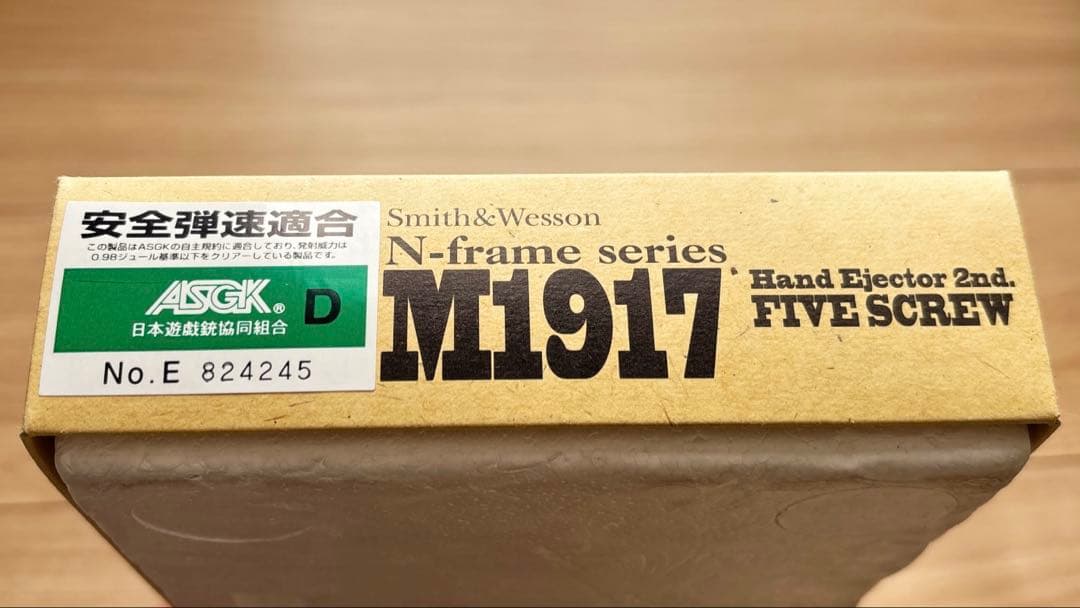 安全弾速適合
この製品はASGKの自主規約に適合しており、発射威力は
0.98ジュール基準以下をクリアーしている製品です。
ASGK® D
日本遊戯銃協同組合
No.E 824245
Smith&Wesson
N-frame series
M1917
Hand Ejector 2nd.
FIVE SCREW